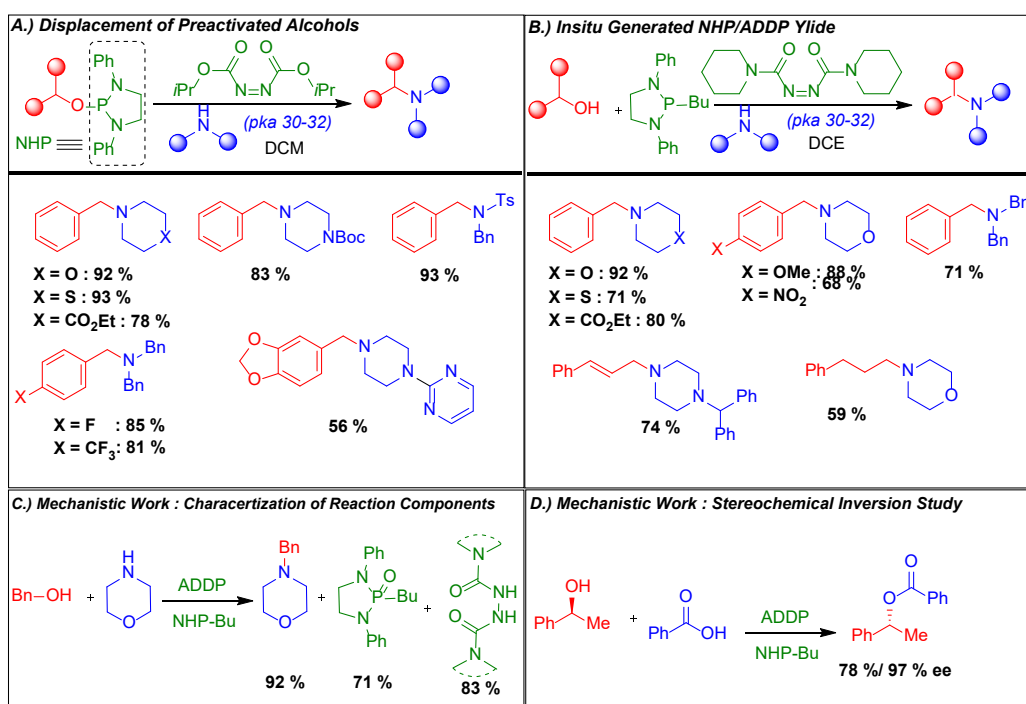 A.) Displacement of Preactivated Alcohols
Ph
N
O P
N
Ph
NHP
O O
iPr O N=N O iPr
H
N
(pka 30-32)
DCM
N
N
X
X = O : 92 %
X = S : 93 %
X = CO2Et : 78 %
N
NBoc
83 %
N Ts
Bn
93 %
N Bn
Bn
X
X = F : 85 %
X = CF3 : 81 %
O
O
N
N
N
N
56 %
B.) Insitu Generated NHP/ADDP Ylide
OH
+
Ph
N
P Bu
N
Ph
O O
N N=N N
H
N
(pka 30-32)
DCE
N
N
X
X = O : 92 %
X = S : 71 %
X = CO2Et : 80 %
N
O
X
X = OMe : 88 %
X = NO2 68 %
N Bn
Bn
71 %
Ph
N
N Ph
Ph
74 %
Ph
N
O
59 %
C.) Mechanistic Work : Characertization of Reaction Components
Bn-OH
+
H
N
O
ADDP
NHP-Bu
Bn
N
O
92 %
+
Ph
N O
P Bu
N
Ph
71 %
+
N
O NH
NH
O
N
83 %
D.) Mechanistic Work : Stereochemical Inversion Study
OH
Ph Me
+
O
Ph OH
ADDP
NHP-Bu
O
O Ph
Ph Me
78 %/ 97 % ee